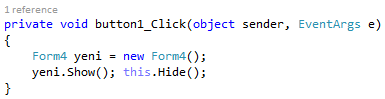 1 reference
private void button1_Click(object sender, EventArgs e)
{
Form4 yeni = new Form4();
yeni.Show(); this.Hide();
}